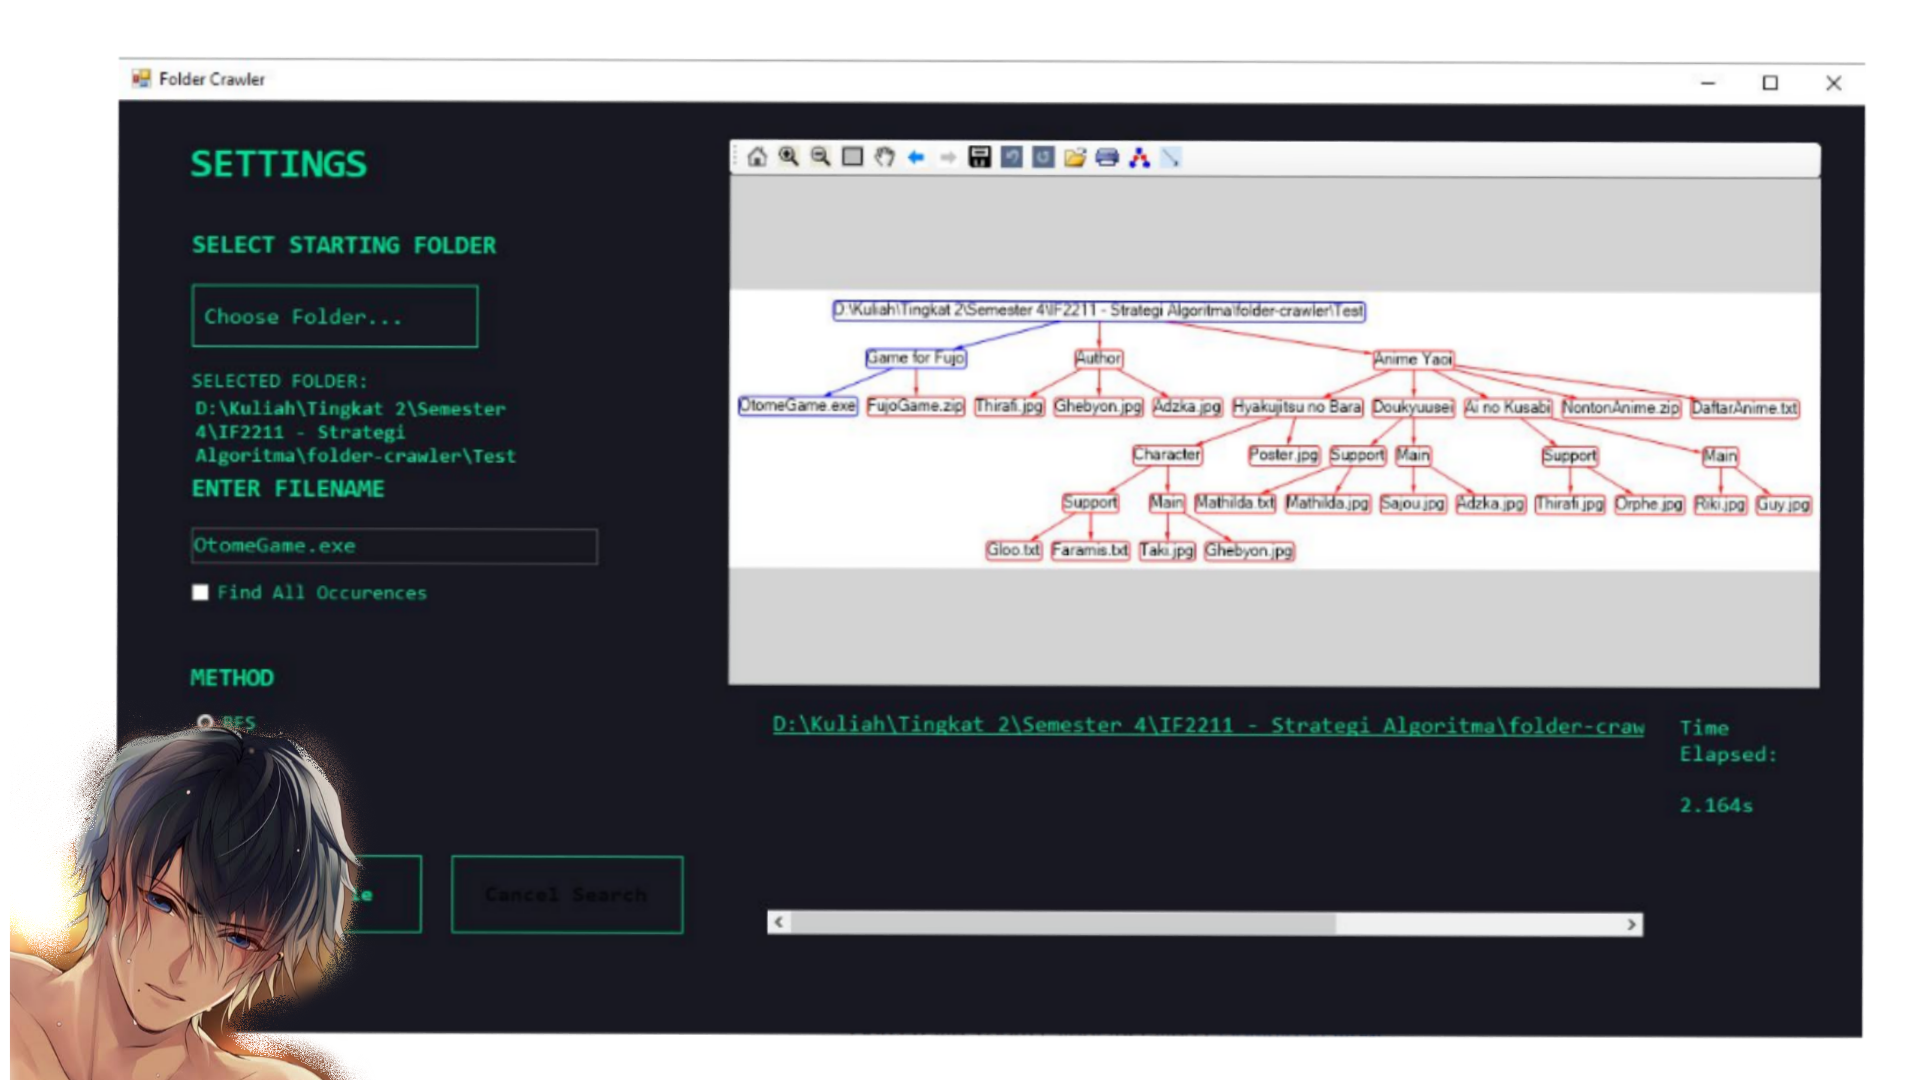 Folder Crawler
SETTINGS
SELECT STARTING FOLDER
Choose Folder...
SELECTED FOLDER:
D:\Kuliah\Tingkat 2\Semester
4\IF2211 - Strategi
Algoritma\folder-crawler\Test
ENTER FILENAME
OtomeGame.exe
Find All Occurences
METHOD
BFS
Cancel Search
D:\Kuliah\Tingkat 2\Semester 4\IF2211 - Strategi Algoritma\folder-crawler\Test
Game for Fujo Author Anime Yaoi
OtomeGame.exe FujoGame.zip Thirafi.jpg Ghebyon.jpg Adzka.jpg Hyakujitsu no Bara Doukyuusei Ai no Kusabi NontonAnime.zip DaftarAnime.txt
Character Poster.jpg Support Main Support Main
Support Main Mathilda.txt Mathilda.jpg Sajou.jpg Adzka.jpg Thirafi.jpg Orphe.jpg Riki.jpg Guy.jpg
Gloo.txt Faramis.txt Taki.jpg Ghebyon.jpg
D:\Kuliah\Tingkat 2\Semester 4\IF2211 - Strategi Algoritma\folder-craw
Time
Elapsed:
2.164s